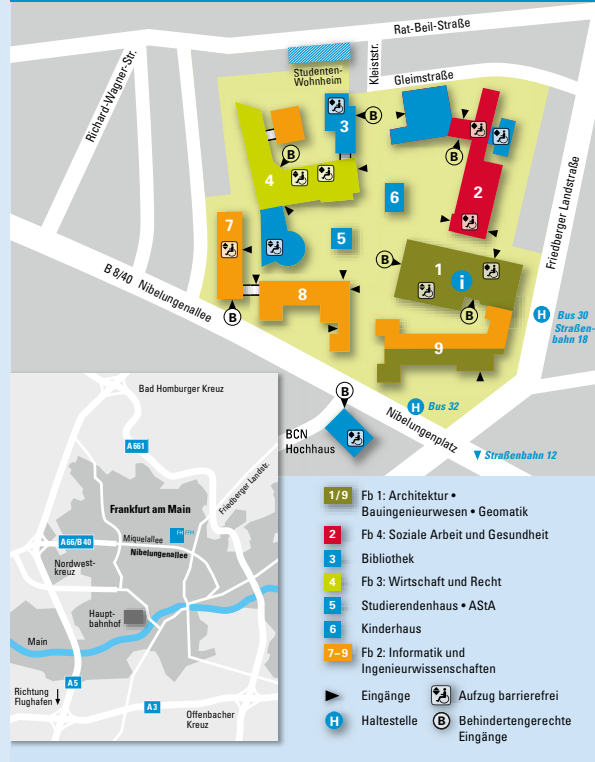 Rat-Beil-Straße
Richard-Wagner-Str.
Studenten-
Wohnheim
Kleiststr.
Gleimstraße
Friedberger Landstraße
3
B
B
B
4
2
6
7
5
B
1
i
8
B
B
9
H Bus 30
Straßen-
bahn 18
B 8/40 Nibelungenallee
B
H Bus 32
Nibelungenplatz
BCN
Hochhaus
Straßenbahn 12
Bad Homburger Kreuz
A661
Friedberger Landstr.
Frankfurt am Main
FH FFM
A66/B 40
Miquelallee
Nibelungenallee
Nordwest-
kreuz
Haupt-
bahnhof
Main
A5
Richtung
Flughafen
A3
Offenbacher
Kreuz
1/9 Fb 1: Architektur •
Bauingenieurwesen • Geomatik
2 Fb 4: Soziale Arbeit und Gesundheit
3 Bibliothek
4 Fb 3: Wirtschaft und Recht
5 Studierendenhaus • AStA
6 Kinderhaus
7–9 Fb 2: Informatik und
Ingenieurwissenschaften
Eingänge
Aufzug barrierefrei
H Haltestelle
B Behindertengerechte
Eingänge